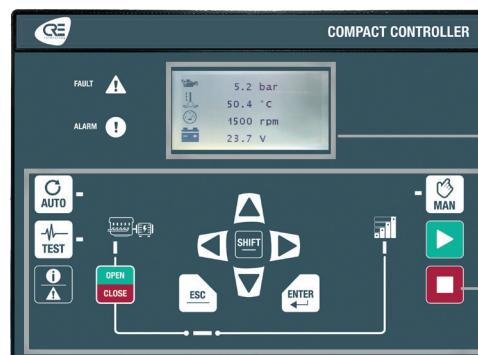 CRE
COMPACT CONTROLLER
FAULT
ALARM
5.2 bar
50.4 °C
1500 rpm
23.7 V
AUTO
TEST
OPEN
CLOSE
SHIFT
ESC
ENTER
MAN